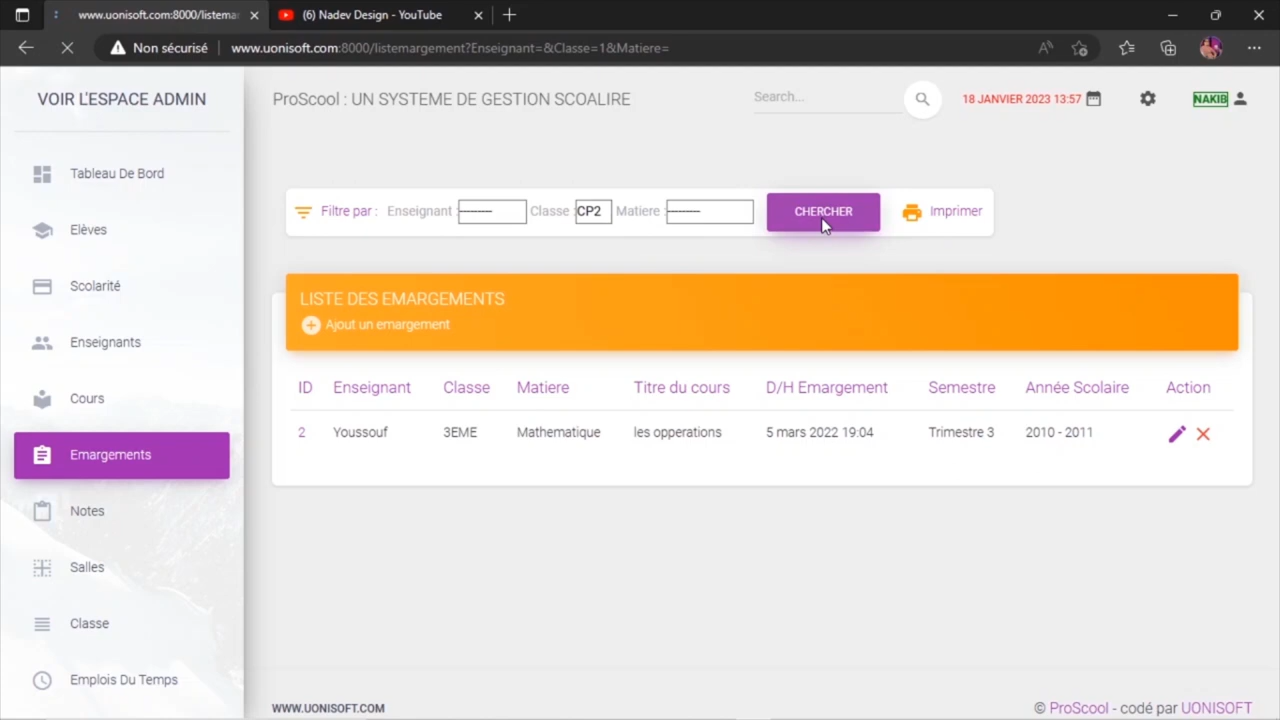 www.uonisoft.com:8000/listema
(6) Nadev Design - YouTube
Non sécurisé
www.uonisoft.com:8000/listemargement?Enseignant=&Classe=1&Matiere=
VOIR L'ESPACE ADMIN
ProScool : UN SYSTEME DE GESTION SCOALIRE
Search...
18 JANVIER 2023 13:57
NAKIB
Tableau De Bord
Elèves
Scolarité
Enseignants
Cours
Emargements
Notes
Salles
Classe
Emplois Du Temps
Filtre par : Enseignant : --------- Classe : CP2 Matiere : --------- CHERCHER Imprimer
LISTE DES EMARGEMENTS
Ajout un emargement
ID Enseignant Classe Matiere Titre du cours D/H Emargement Semestre Année Scolaire Action
2 Youssouf 3EME Mathematique les opperations 5 mars 2022 19:04 Trimestre 3 2010 - 2011
WWW.UONISOFT.COM
© ProScool - codé par UONISOFT